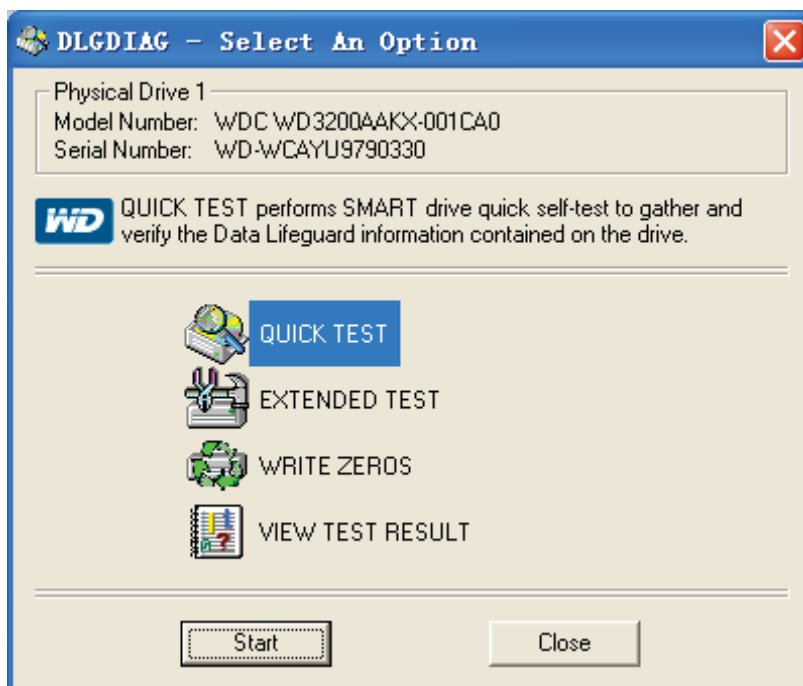 DLGDIAG - Select An Option
Physical Drive 1
Model Number: WDC WD3200AAKX-001CA0
Serial Number: WD-WCAYU9790330
WD
QUICK TEST performs SMART drive quick self-test to gather and
verify the Data Lifeguard information contained on the drive.
QUICK TEST
EXTENDED TEST
WRITE ZEROS
VIEW TEST RESULT
Start
Close